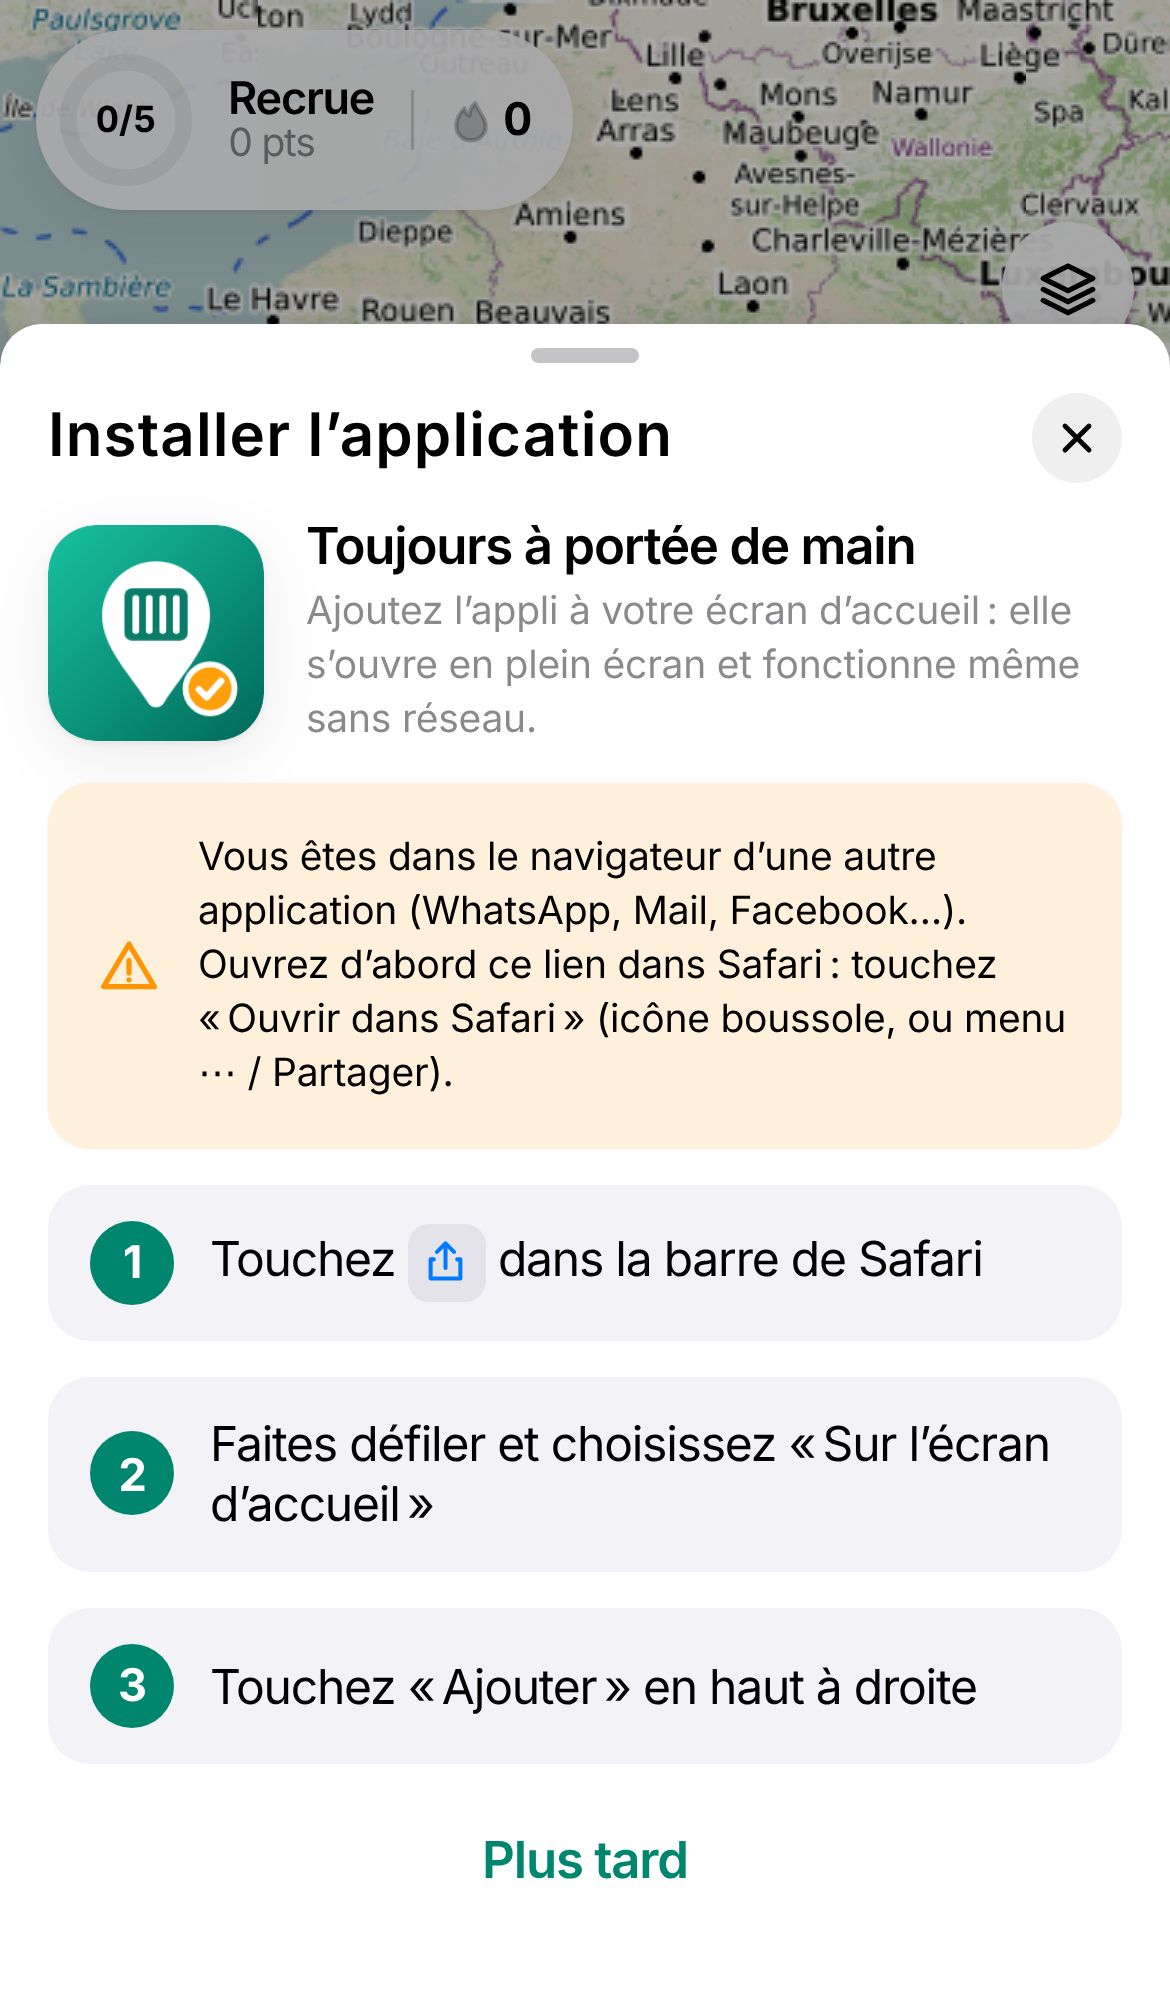 Paulsgrove
ton
Lydd
Bruxelles
Maastricht
Lille
Overijse
Liège
Düre
0/5
Recrue
0 pts
0
Lens
Mons
Namur
Kal
Arras
Maubeuge
Wallonie
Spa
Avesnes-
sur-Helpe
Clervaux
Dieppe
Amiens
Charleville-Mézières
La Sambière
Le Havre
Rouen
Beauvais
Laon
Installer l’application
Toujours à portée de main
Ajoutez l’appli à votre écran d’accueil : elle
s’ouvre en plein écran et fonctionne même
sans réseau.
Vous êtes dans le navigateur d’une autre
application (WhatsApp, Mail, Facebook…).
Ouvrez d’abord ce lien dans Safari : touchez
« Ouvrir dans Safari » (icône boussole, ou menu
··· / Partager).
1 Touchez dans la barre de Safari
2 Faites défiler et choisissez « Sur l’écran
d’accueil »
3 Touchez « Ajouter » en haut à droite
Plus tard